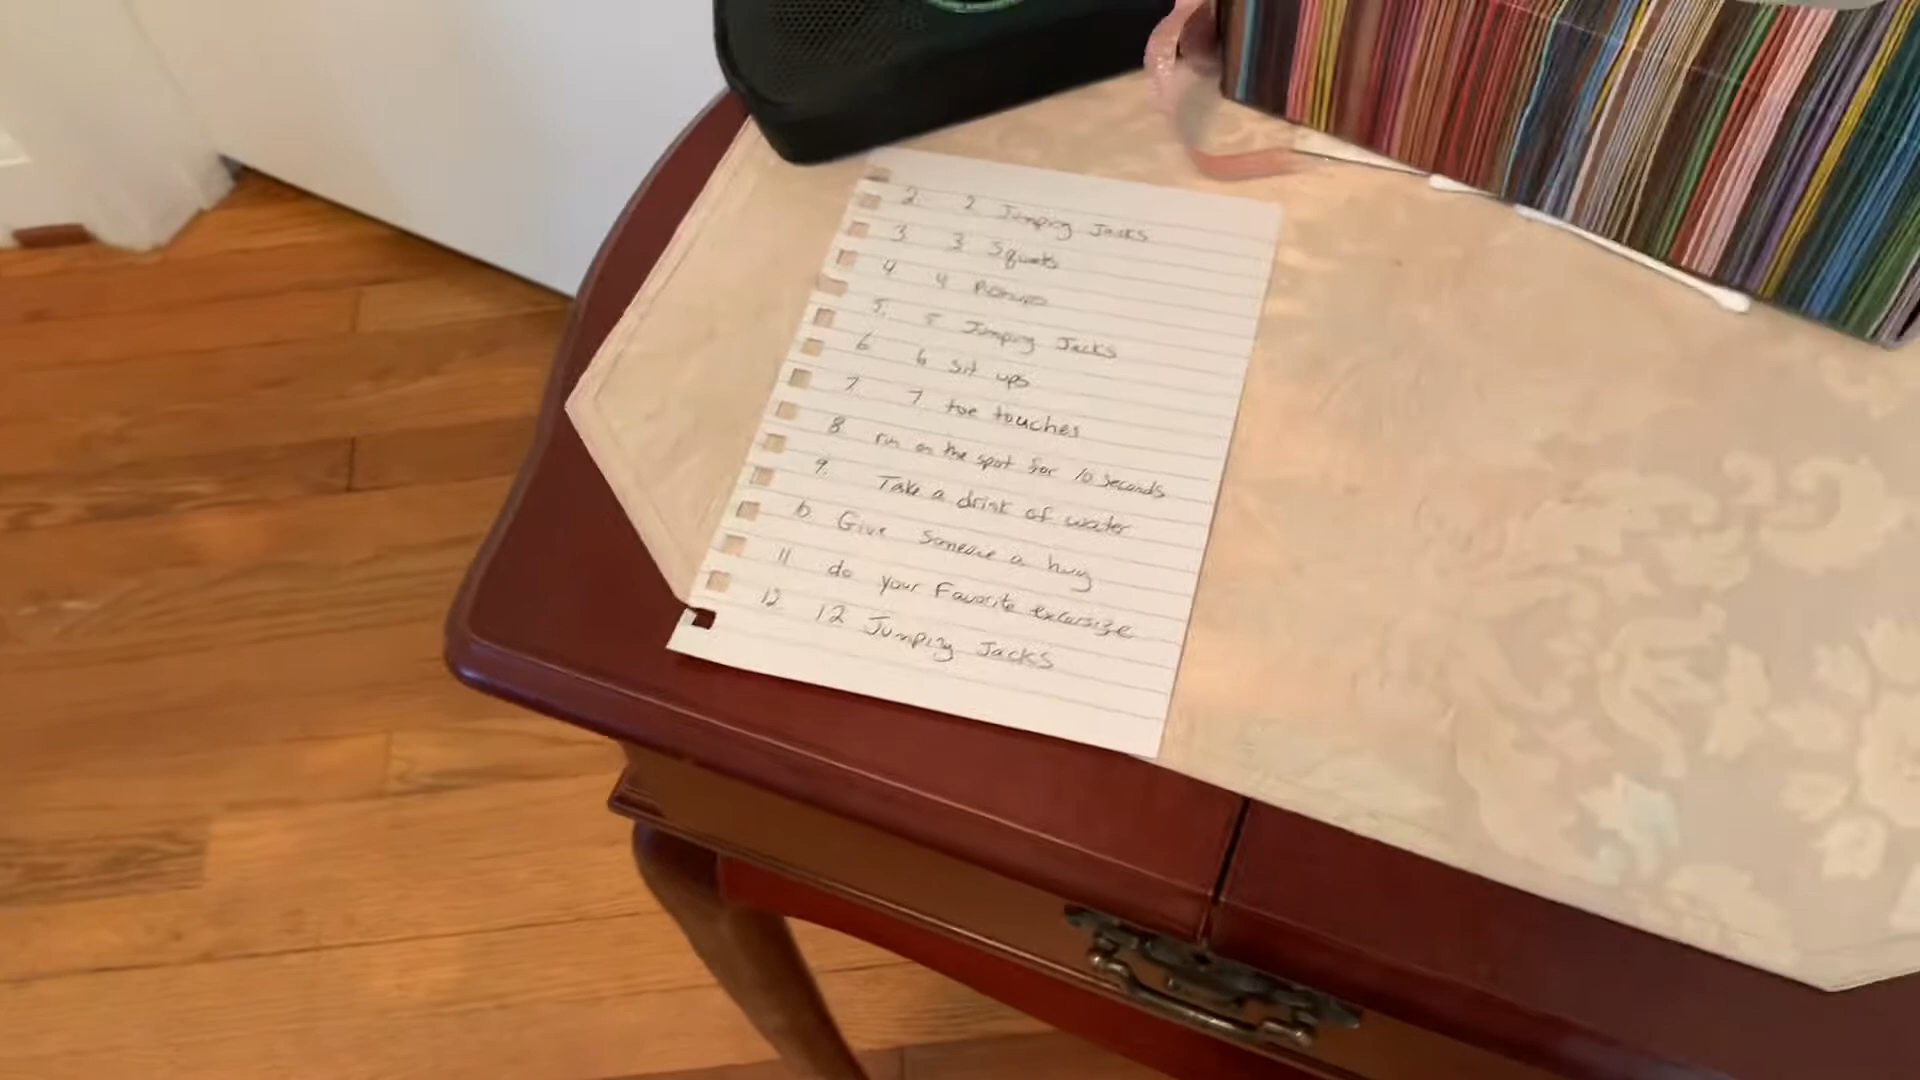 2. 2 Jumping Jacks
3 3 Squats
4 4
5. 5 Jumping Jacks
6 6 sit ups
7. 7 toe touches
8 run on the spot for 10 seconds
9. Take a drink of water
10 Give Someone a hug
11 do your Favorite excersize
12 12 Jumping Jacks